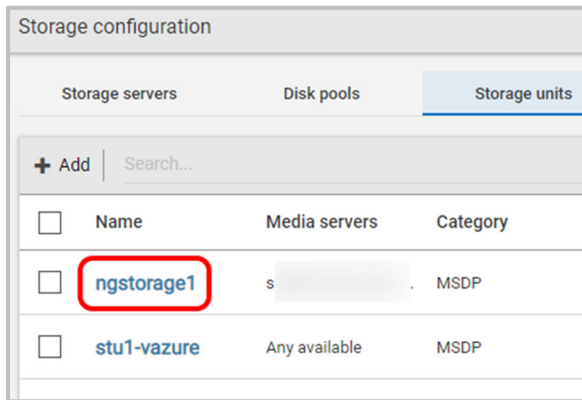 Storage configuration
Storage servers Disk pools Storage units
+ Add Search...
Name Media servers Category
ngstorage1 s . MSDP
stu1-vazure Any available MSDP